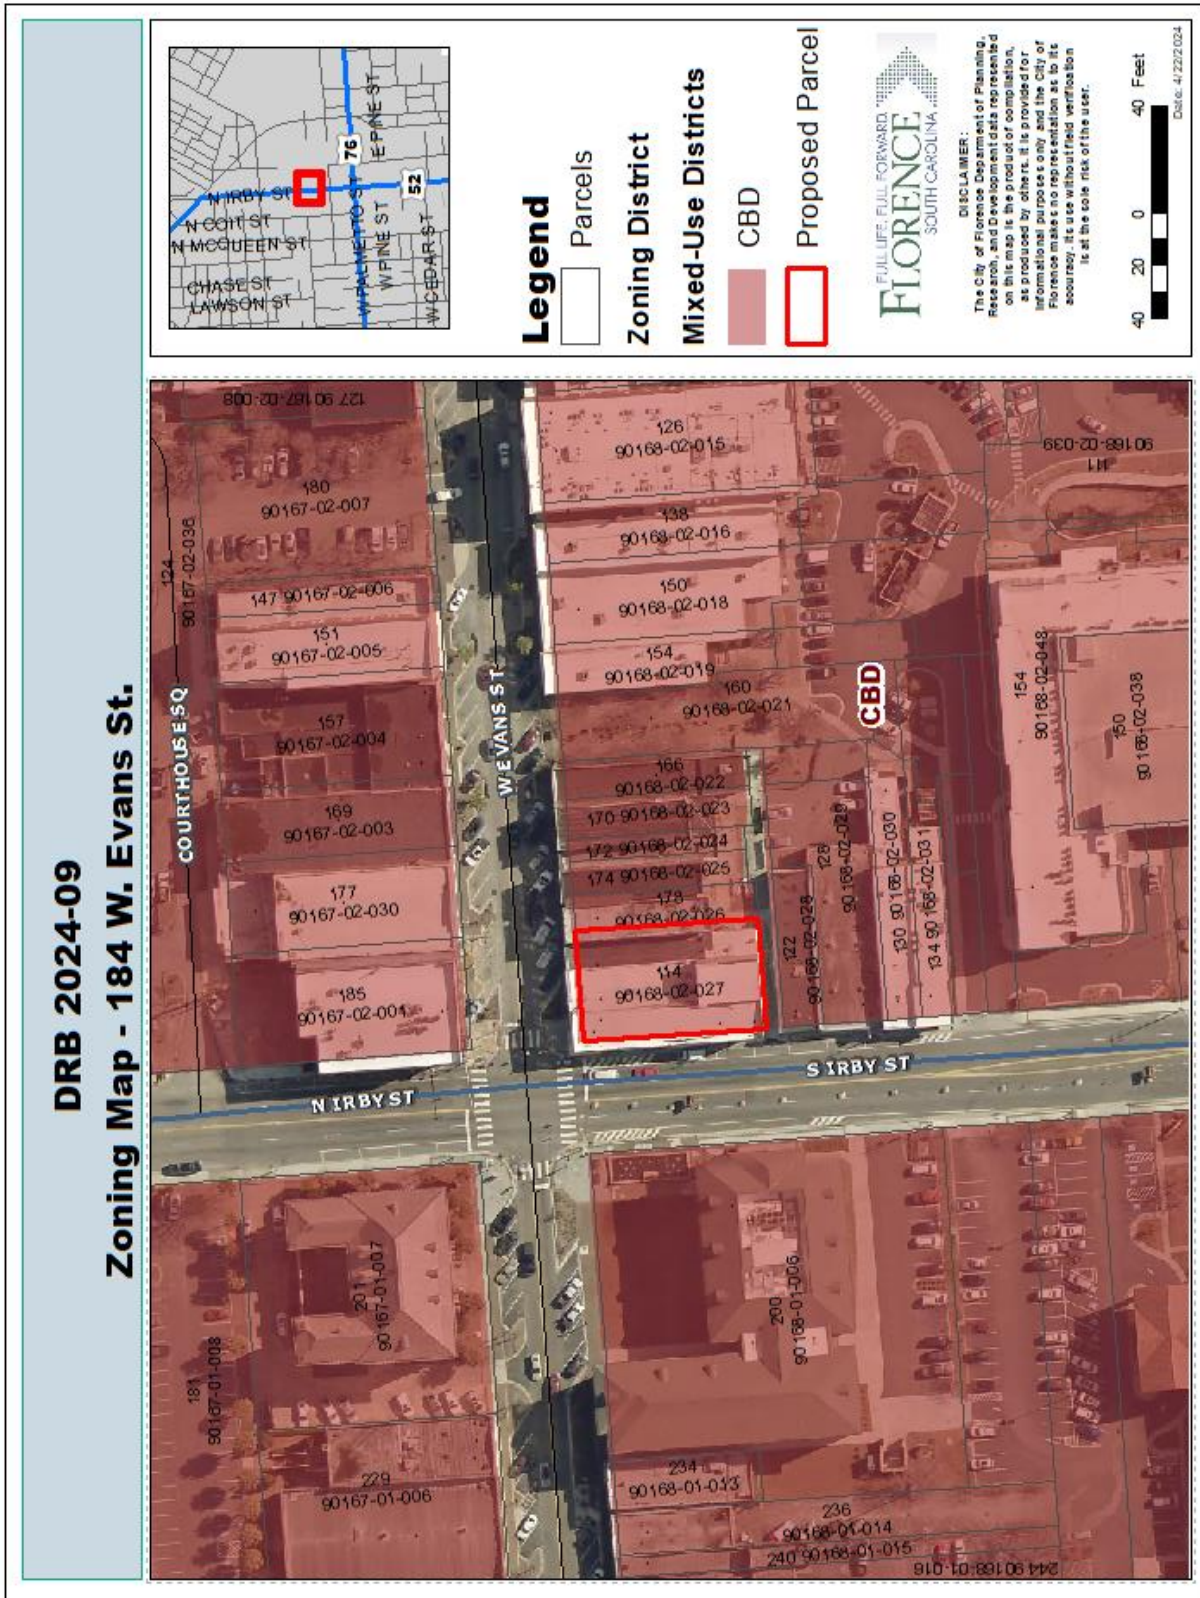 DRB 2024-09
Zoning Map - 184 W. Evans St.
COURTHOUSE SQ
124
90167-02-036
180
90167-02-007
127 90167-02-008
147 90167-02-006
151
90167-02-005
157
90167-02-004
169
90167-02-003
177
90167-02-030
185
90167-02-001
N IRBY ST
W EVANS ST
S IRBY ST
181
90167-01-008
201
90167-01-007
229
90167-01-006
126
90168-02-015
138
90168-02-016
150
90168-02-018
154
90168-02-019
160
90168-02-021
166
90168-02-022
170 90168-02-023
172 90168-02-024
174 90168-02-025
178
90168-02-026
114
90168-02-027
122
90168-02-028
128
90168-02-029
130 90168-02-030
134 90168-02-031
CBD
111
90168-02-039
154
90168-02-048
150
90168-02-038
200
90168-01-006
234
90168-01-013
236
90168-01-014
240 90168-01-015
244 90168-01-016
N IRBY ST
N COIT ST
N MCQUEEN ST
CHASE ST
LAWSON ST
W PALMETTO ST
W PINE ST
E PINE ST
W CEDAR ST
76
52
Legend
Parcels
Zoning District
Mixed-Use Districts
CBD
Proposed Parcel
FULL LIFE. FULL FORWARD.
FLORENCE
SOUTH CAROLINA
DISCLAIMER:
The City of Florence Department of Planning,
Research, and Development data represented
on this map is the product of compilation,
as produced by others. It is provided for
informational purposes only and the City of
Florence makes no representation as to its
accuracy. Its use without field verification
is at the sole risk of the user.
40 20 0 40 Feet
Date: 4/22/2024